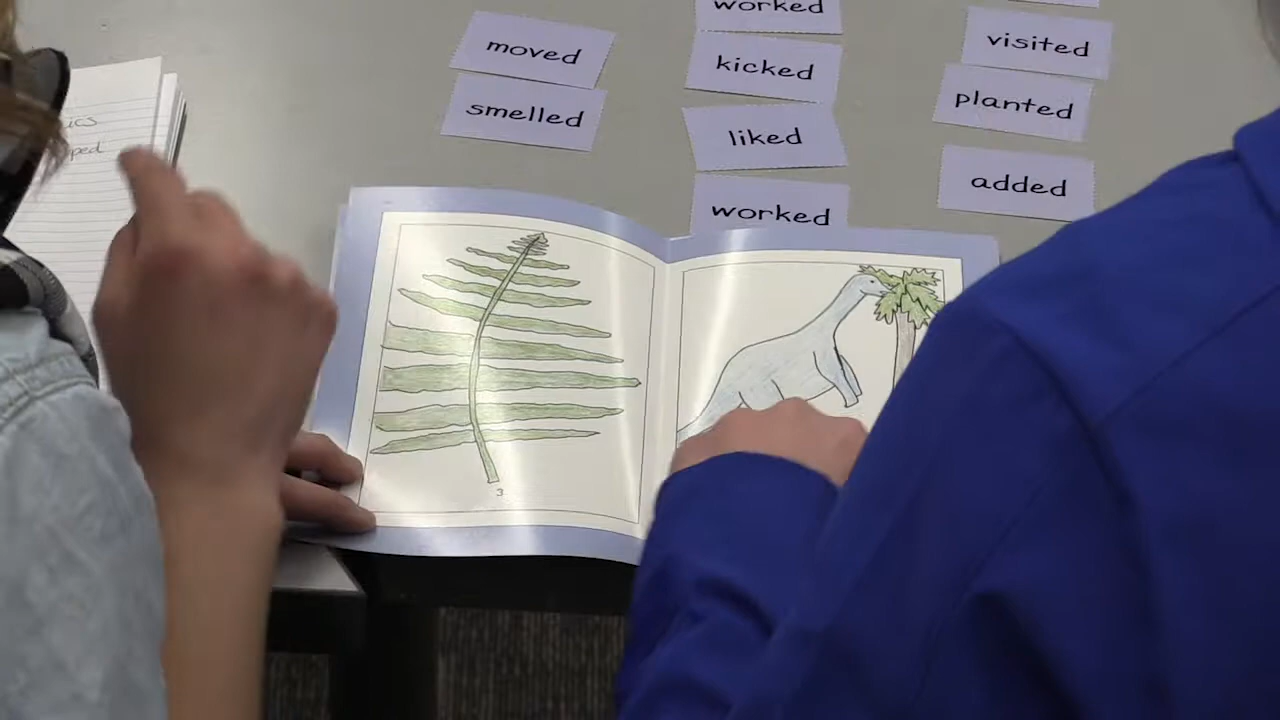 moved
smelled
worked
kicked
liked
worked
visited
planted
added
3